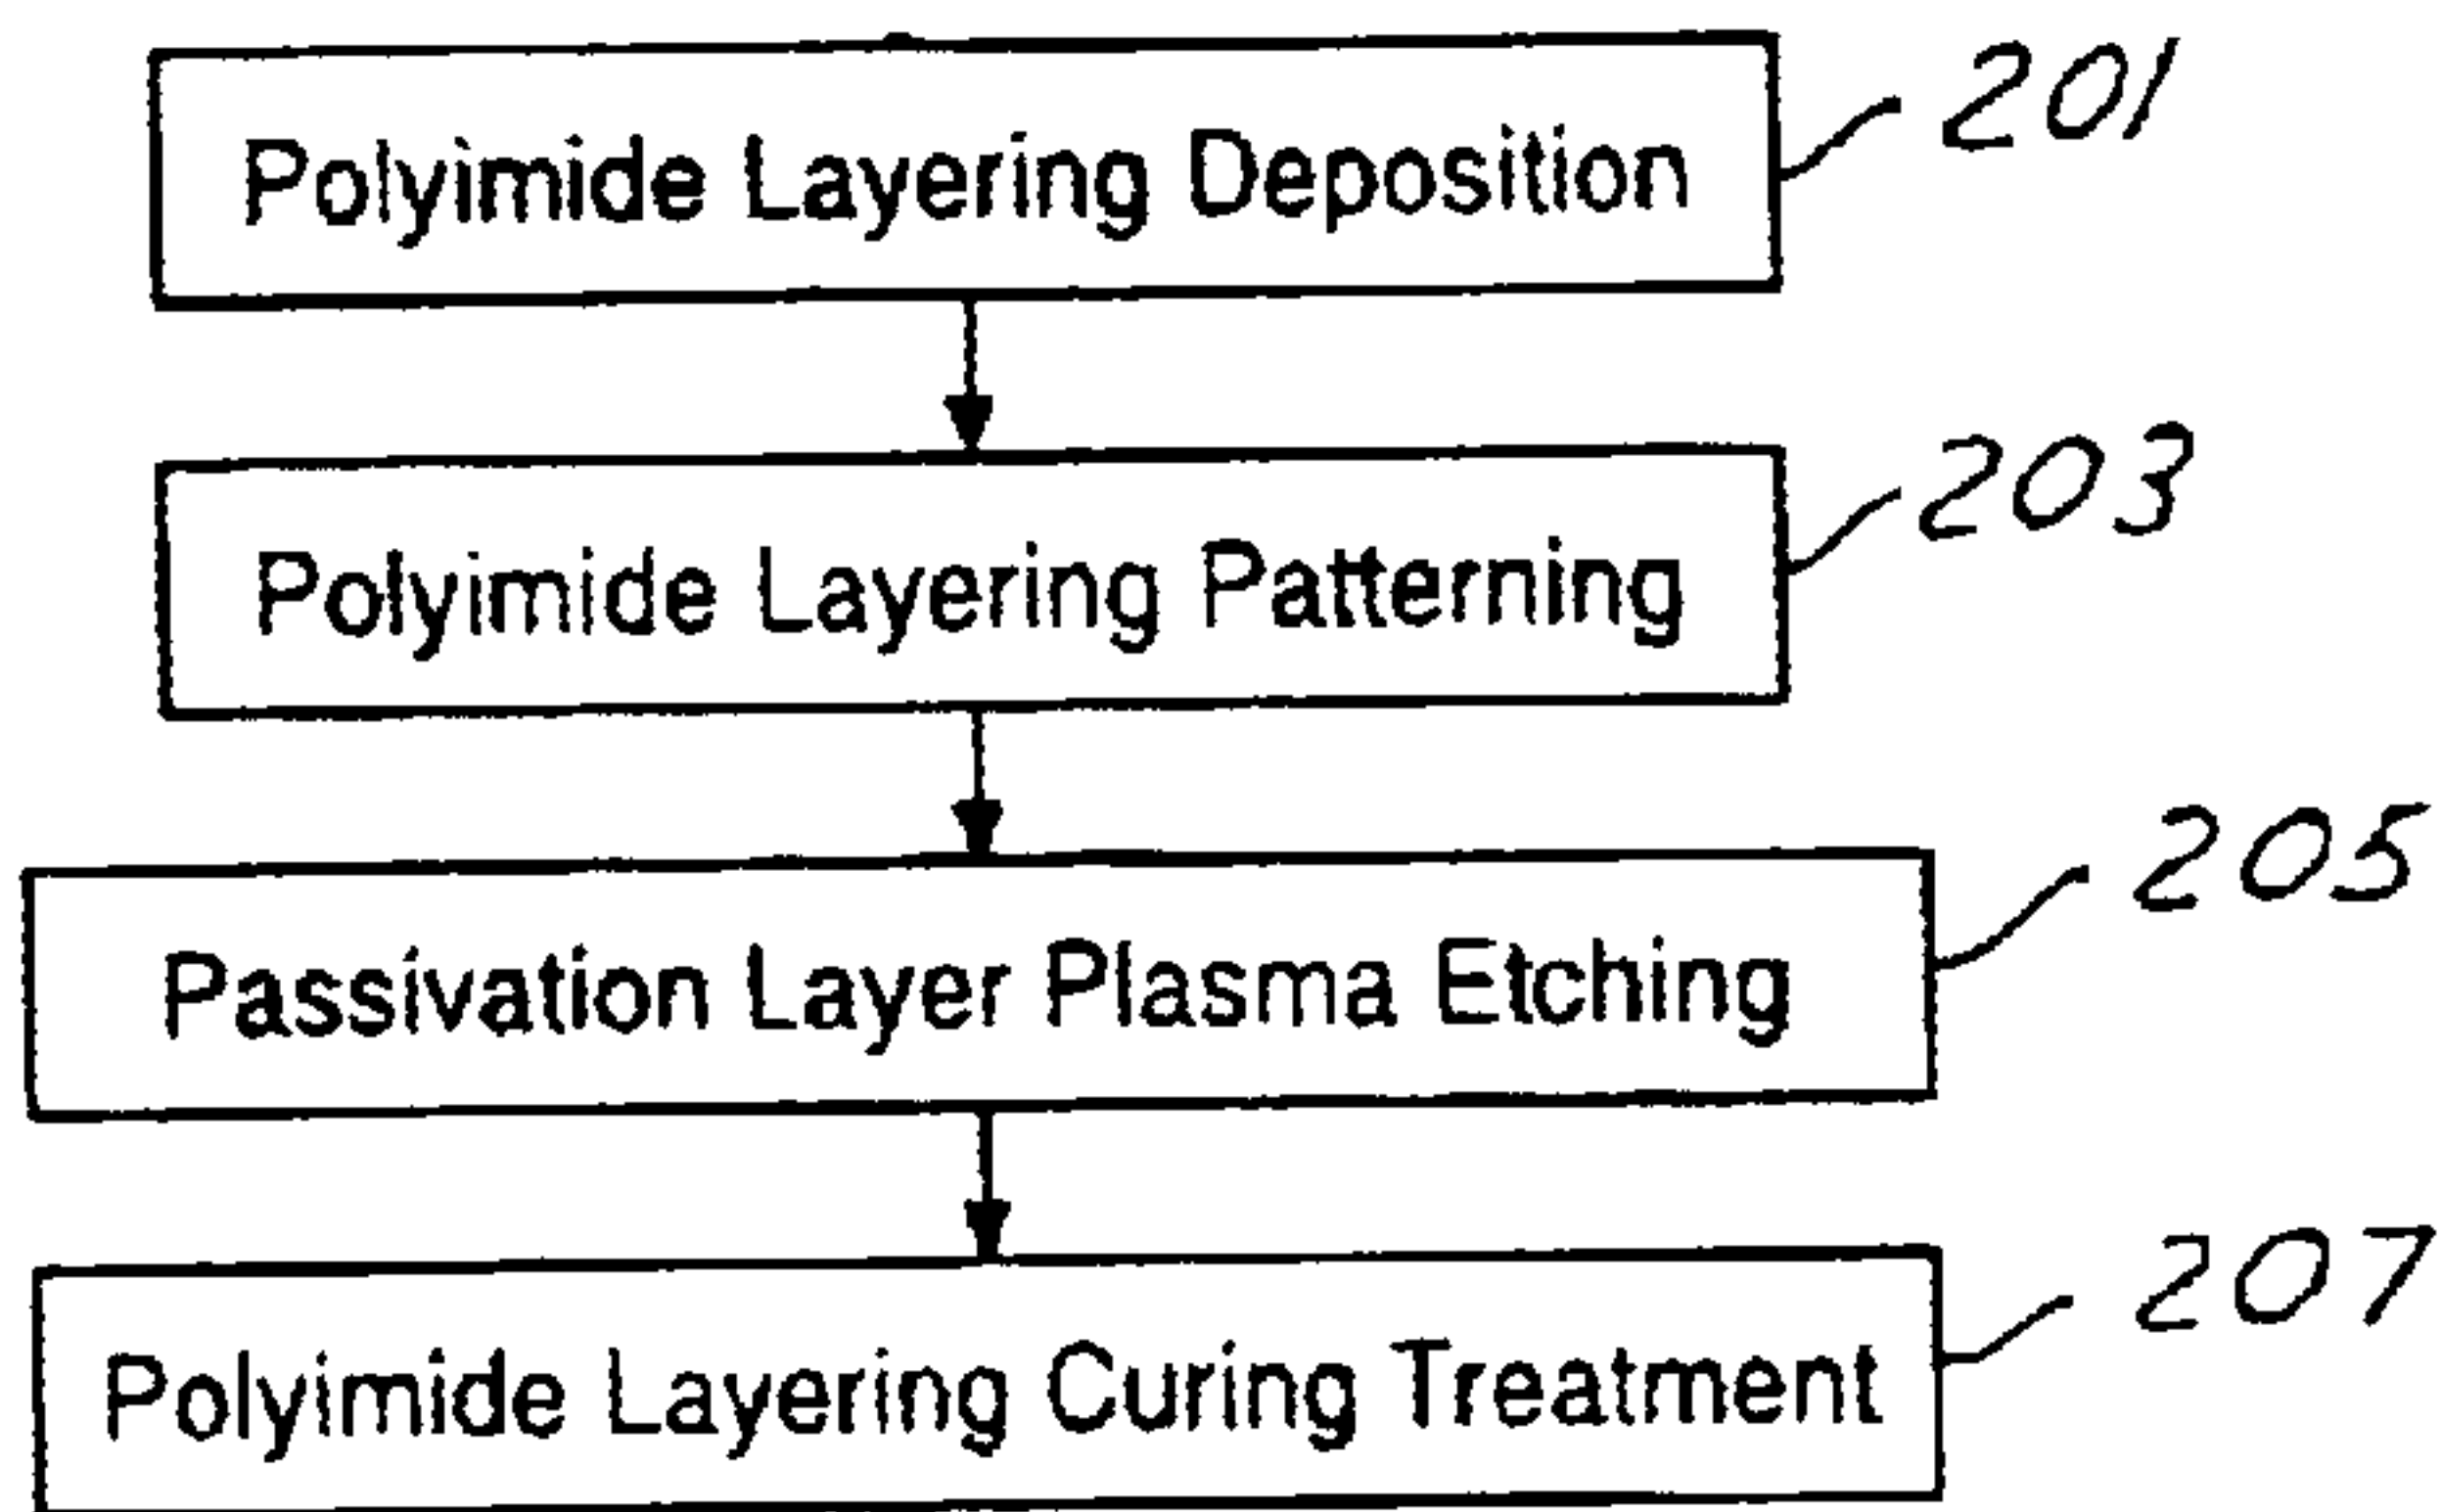 Polyimide Layering Deposition 201
Polyimide Layering Patterning 203
Passivation Layer Plasma Etching 205
Polyimide Layering Curing Treatment 207